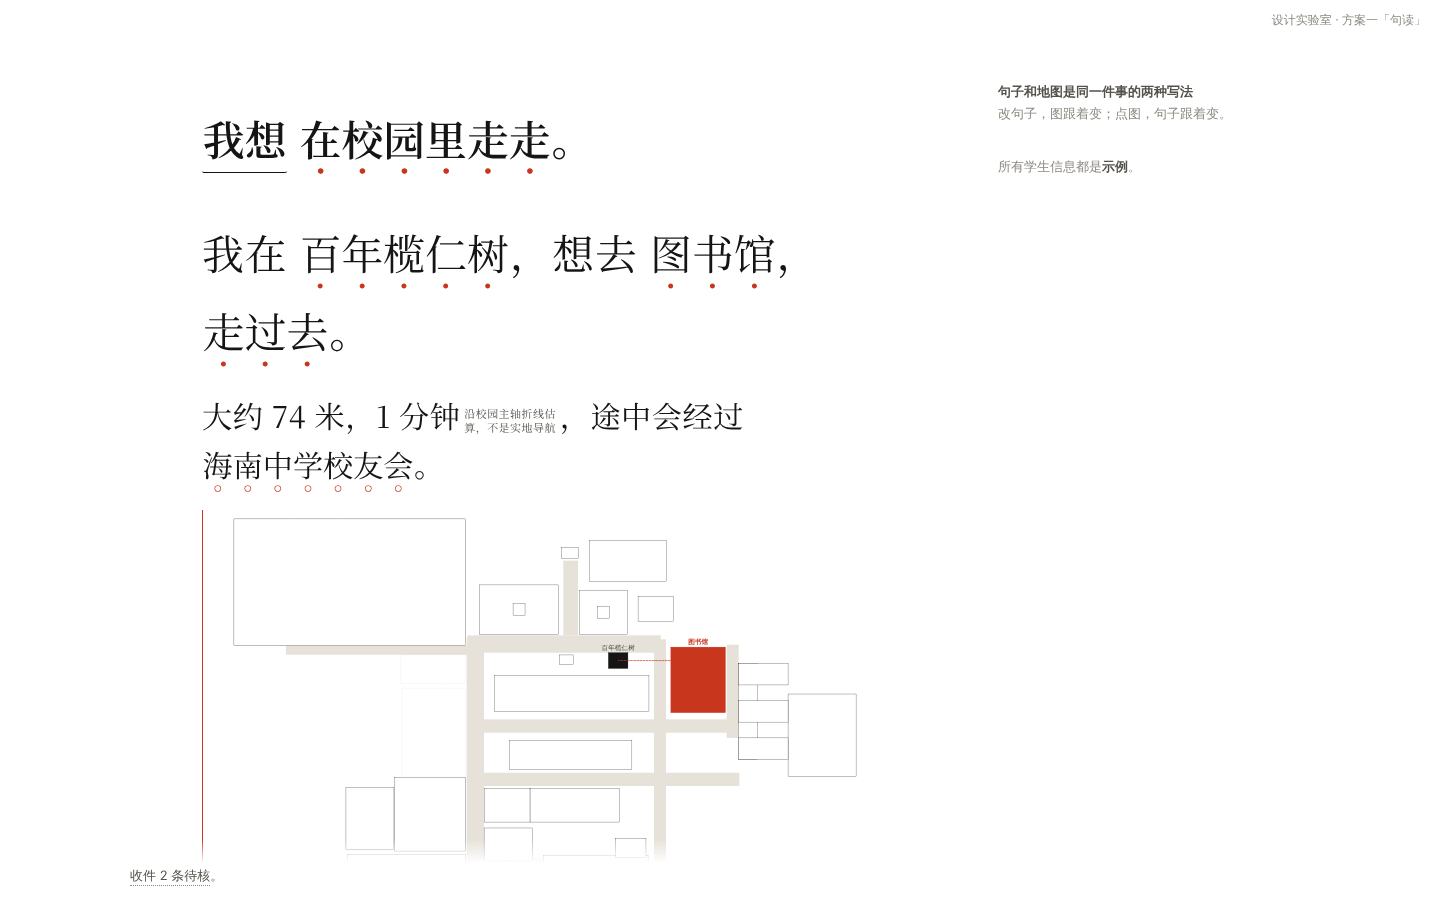 设计实验室 · 方案一「句读」
句子和地图是同一件事的两种写法
改句子，图跟着变；点图，句子跟着变。
所有学生信息都是示例。
我想 在校园里走走。
我在 百年榄仁树，想去 图书馆，
走过去。
大约 74 米，1 分钟 沿校园主轴折线估
算，不是实地导航 ，途中会经过
海南中学校友会。
图书馆
百年榄仁树
收件 2 条待核。